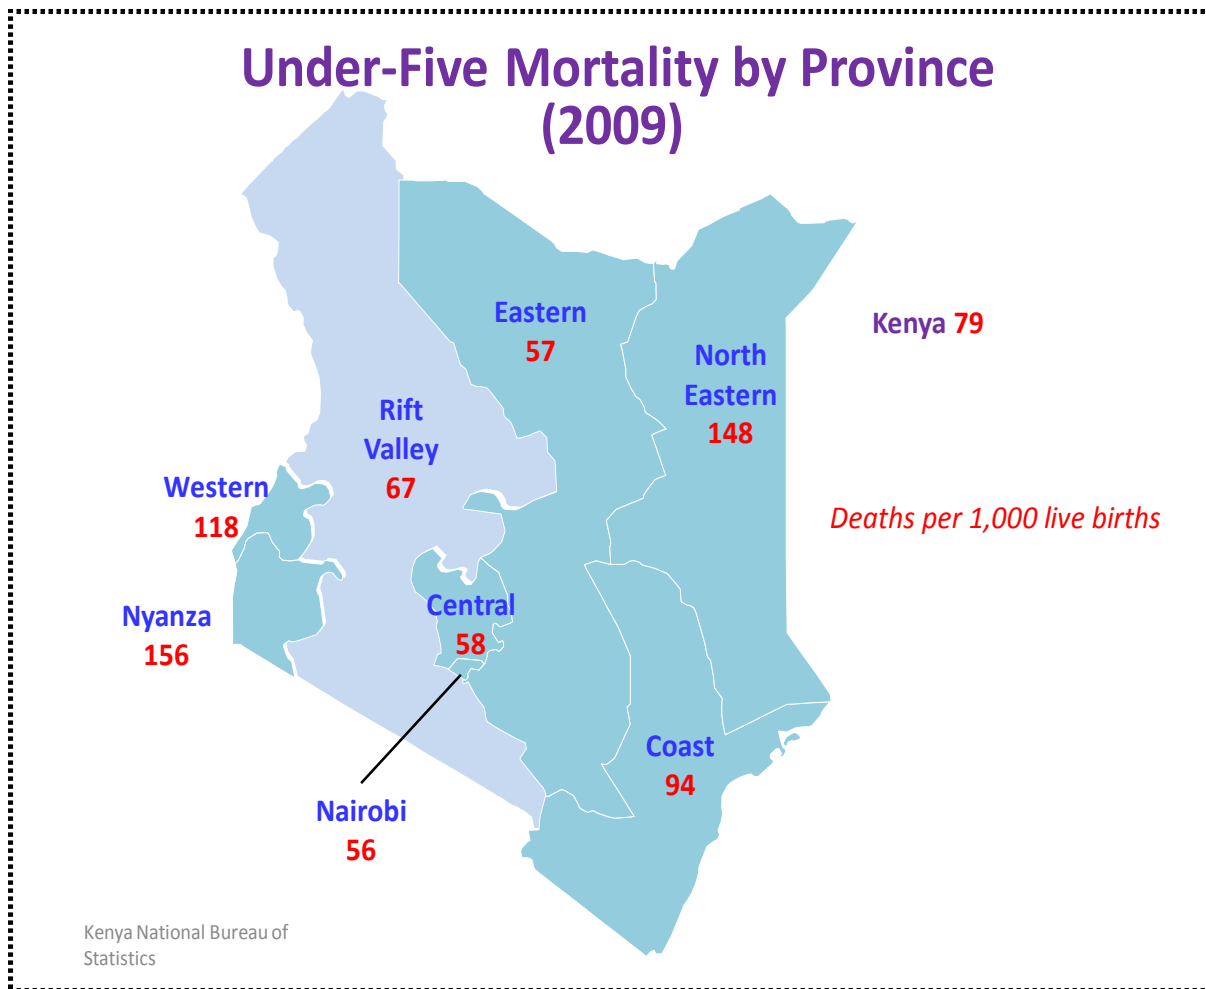 Under-Five Mortality by Province
(2009)
Eastern
57
Kenya 79
North
Eastern
148
Rift
Valley
67
Western
118
Deaths per 1,000 live births
Nyanza
156
Central
58
Coast
94
Nairobi
56
Kenya National Bureau of
Statistics